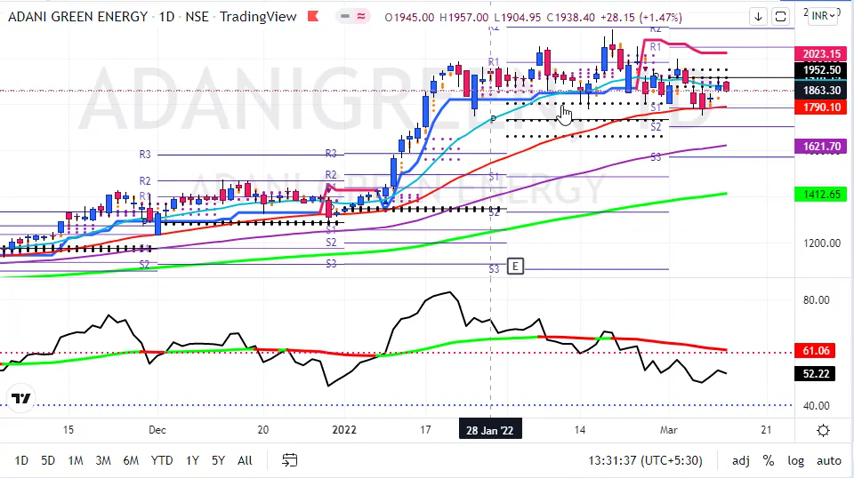 ADANI GREEN ENERGY · 1D · NSE · TradingView O1945.00 H1957.00 L1904.95 C1938.40 +28.15 (+1.47%) INR
R2
R1 R1
2023.15
1952.50
1863.30
P S1 1790.10
S2
R3 R3 S3 1621.70
R2 R2
R1 R1 S1 ADANI GREEN ENERGY 1412.65
S2
S1 1200.00
S2 S2
S3 S3 E
80.00
61.06
52.22
40.00
15 Dec 20 2022 17 28 Jan '22 14 Mar 21
1D 5D 1M 3M 6M YTD 1Y 5Y All 13:31:37 (UTC+5:30) adj % log auto